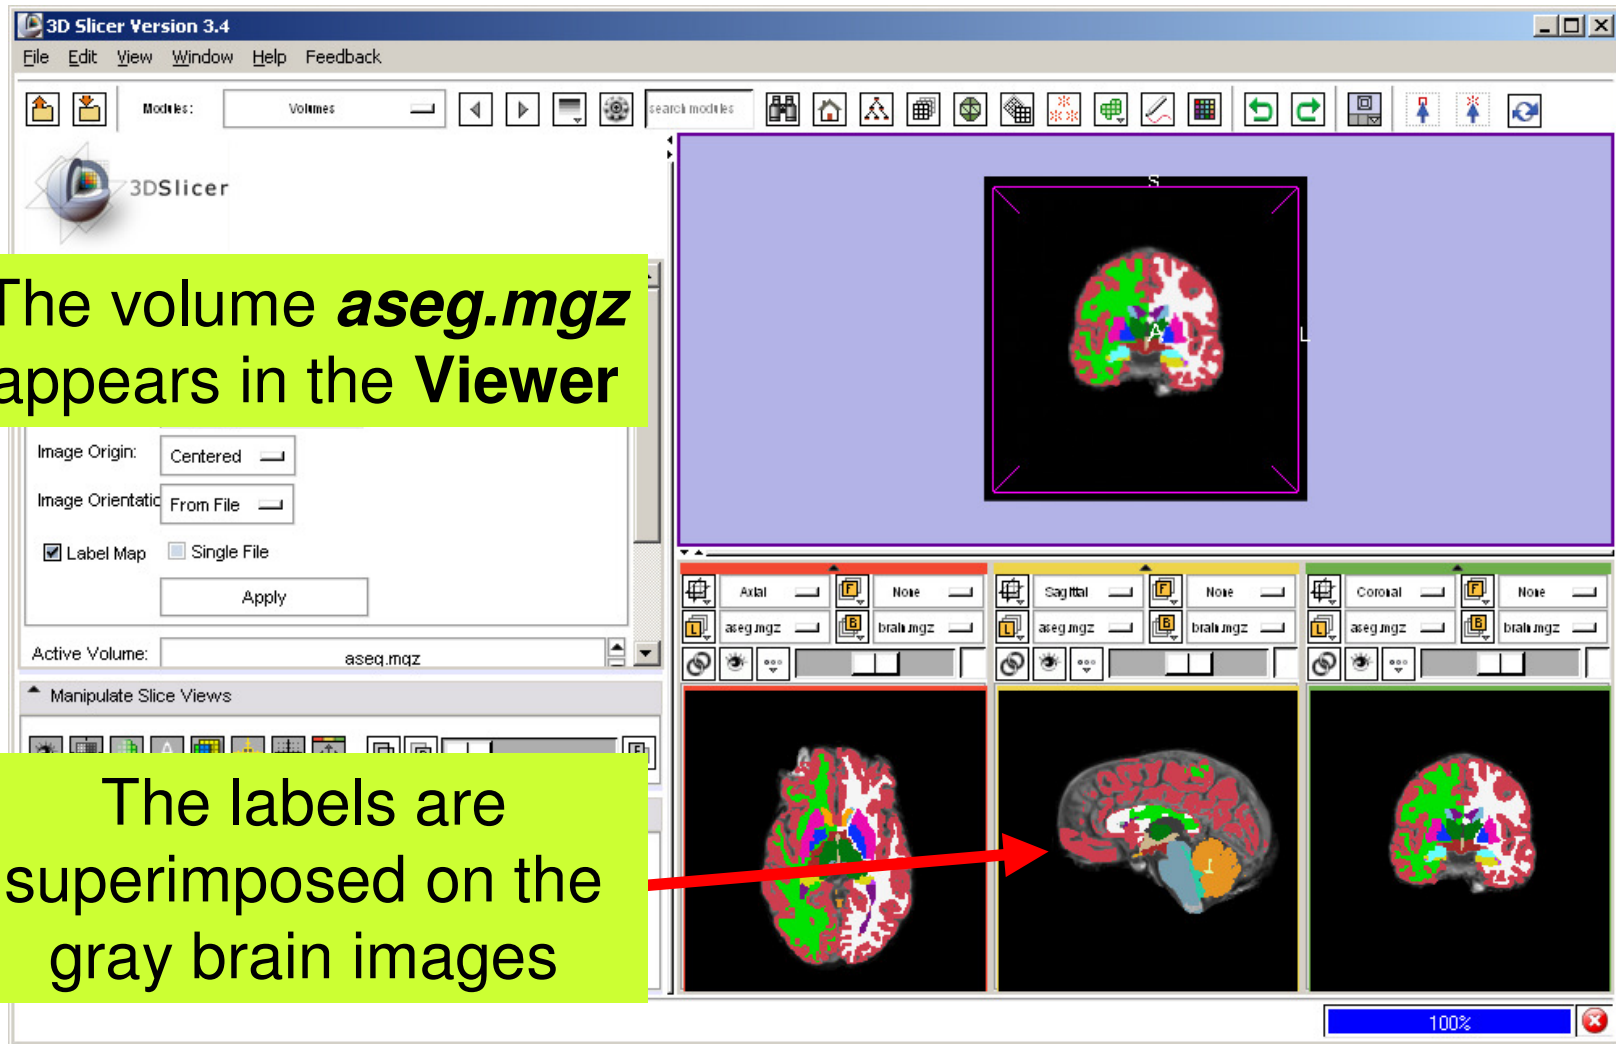 3D Slicer Version 3.4
File Edit View Window Help Feedback
Modules: Volumes search modules
3DSlicer
The volume aseg.mgz
appears in the Viewer
Image Origin: Centered
Image Orientatio From File
Label Map Single File
Apply
Active Volume: aseg.mgz
Manipulate Slice Views
The labels are
superimposed on the
gray brain images
S
A
L
Axial F None
L aseg.mgz B brain.mgz
Sagittal F None
L aseg.mgz B brain.mgz
Coronal F None
L aseg.mgz B brain.mgz
100%